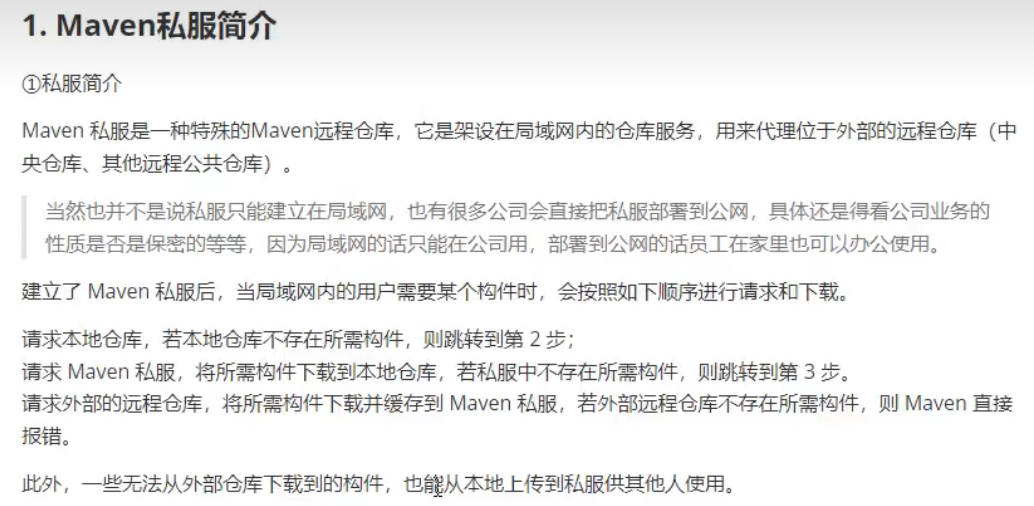 1. Maven私服简介
①私服简介
Maven 私服是一种特殊的Maven远程仓库，它是架设在局域网内的仓库服务，用来代理位于外部的远程仓库（中
央仓库、其他远程公共仓库）。
当然也并不是说私服只能建立在局域网，也有很多公司会直接把私服部署到公网，具体还是得看公司业务的
性质是否是保密的等等，因为局域网的话只能在公司用，部署到公网的话员工在家里也可以办公使用。
建立了 Maven 私服后，当局域网内的用户需要某个构件时，会按照如下顺序进行请求和下载。
请求本地仓库，若本地仓库不存在所需构件，则跳转到第 2 步；
请求 Maven 私服，将所需构件下载到本地仓库，若私服中不存在所需构件，则跳转到第 3 步。
请求外部的远程仓库，将所需构件下载并缓存到 Maven 私服，若外部远程仓库不存在所需构件，则 Maven 直接
报错。
此外，一些无法从外部仓库下载到的构件，也能从本地上传到私服供其他人使用。